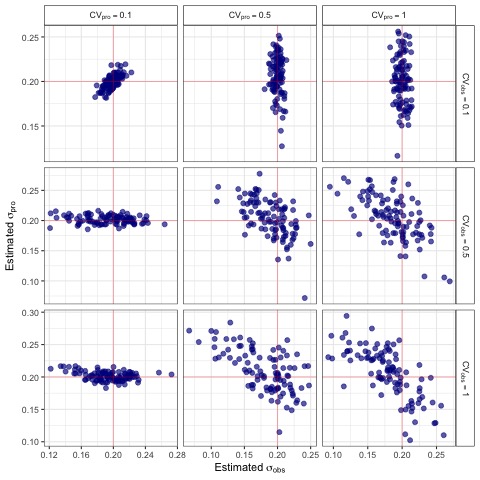 CVpro = 0.1
CVpro = 0.5
CVpro = 1
0.25
0.20
0.15
CVobs = 0.1
0.25
0.20
0.15
0.10
CVobs = 0.5
0.30
0.25
0.20
0.15
0.10
CVobs = 1
0.12 0.16 0.20 0.24 0.28
0.10 0.15 0.20 0.25
0.10 0.15 0.20 0.25
Estimated σobs
Estimated σpro